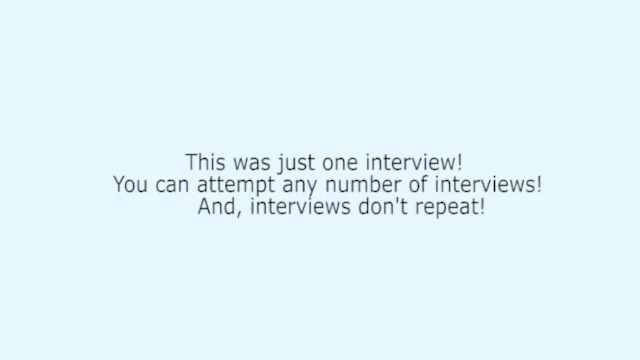 This was just one interview!
You can attempt any number of interviews!
And, interviews don't repeat!